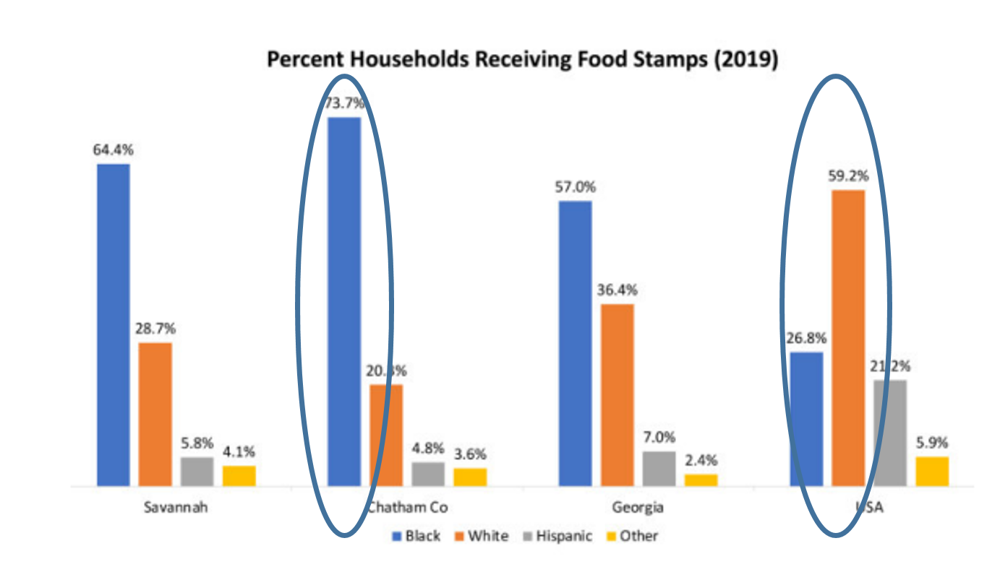 Percent Households Receiving Food Stamps (2019)
73.7%
64.4%
59.2%
57.0%
26.8%
36.4%
28.7%
21.2%
5.8%
4.1%
4.8%
3.6%
7.0%
2.4%
5.9%
Savannah
Chatham Co
Georgia
USA
Black
White
Hispanic
Other